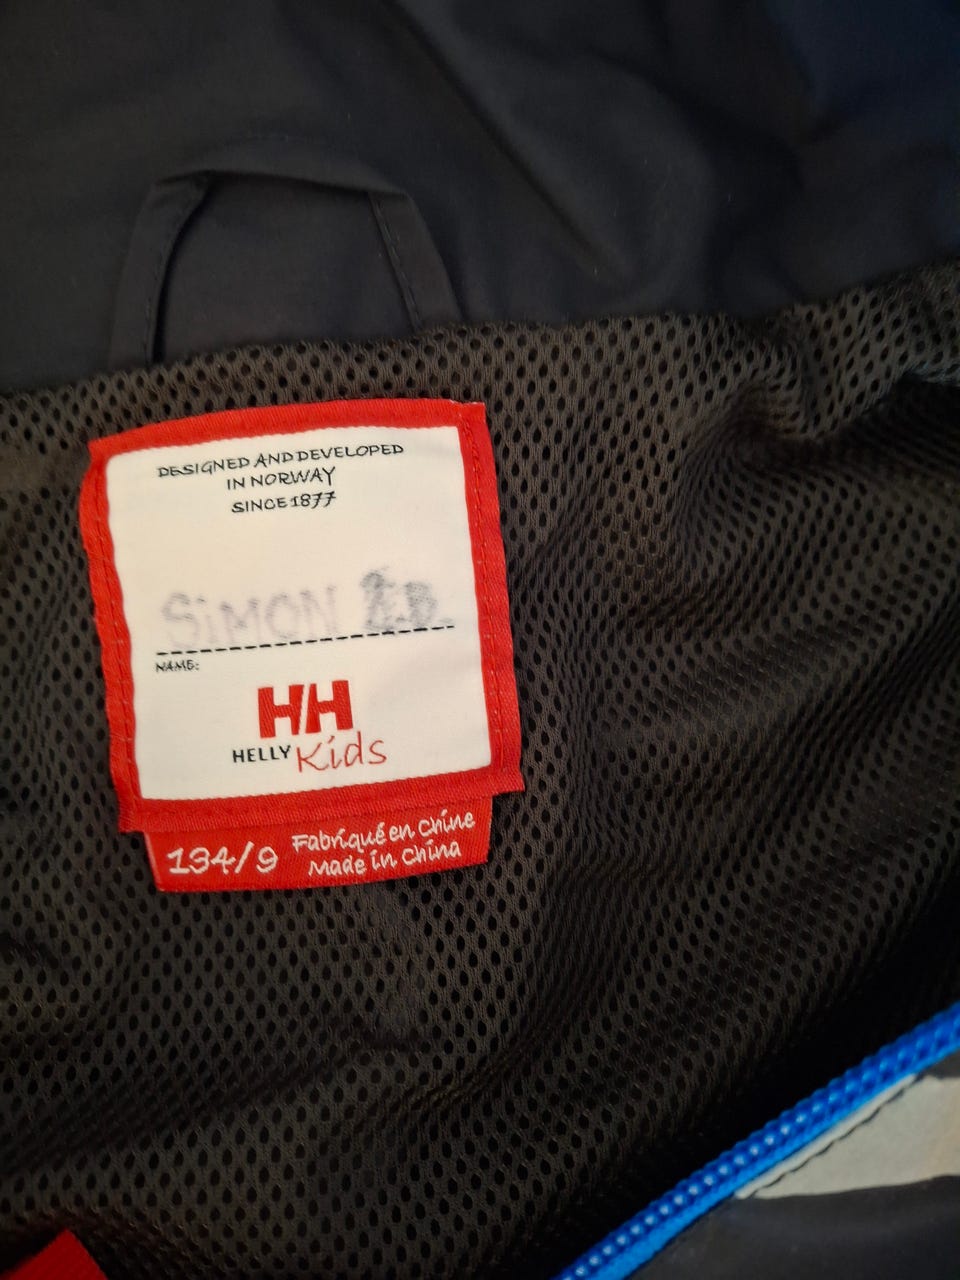 DESIGNED AND DEVELOPED
IN NORWAY
SINCE 1877
SiMON
NAME:
HH
HELLY Kids
134/9
Fabriqué en Chine
Made in China